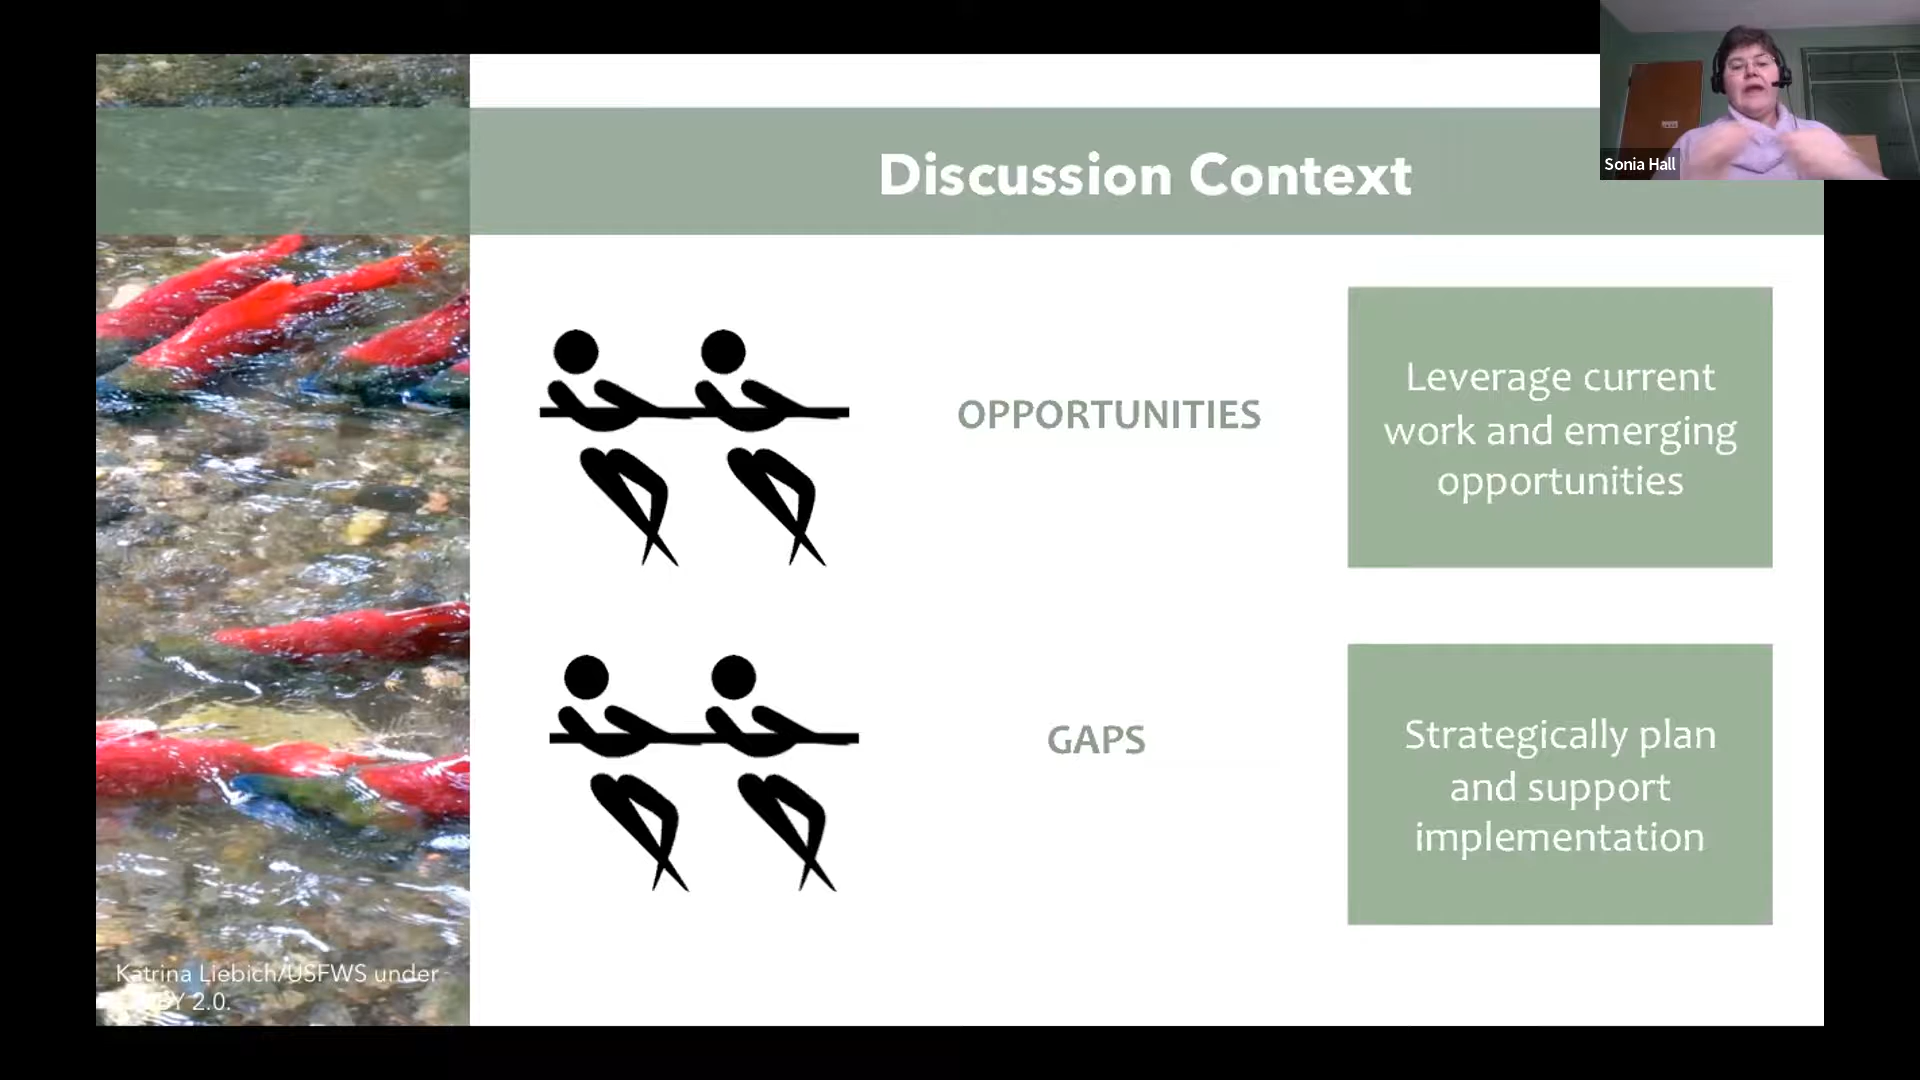 Sonia Hall
Discussion Context
OPPORTUNITIES
Leverage current
work and emerging
opportunities
GAPS
Strategically plan
and support
implementation
Katrina Liebich/USFWS under
BY 2.0.